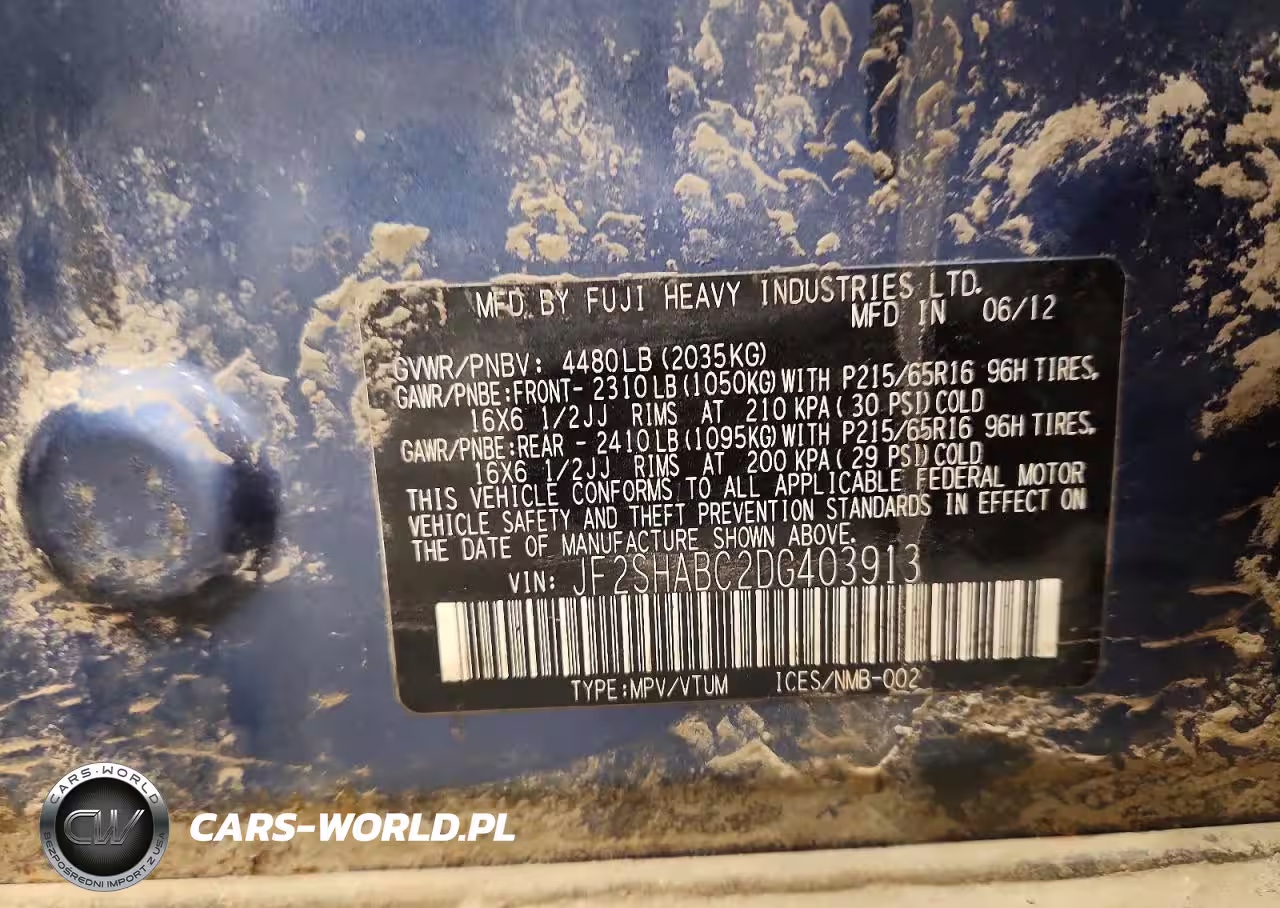 MFD. BY FUJI HEAVY INDUSTRIES LTD.
MFD IN 06/12
GVWR/PNBV: 4480LB (2035KG)
GAWR/PNBE:FRONT- 2310LB (1050KG) WITH P215/65R16 96H TIRES,
16X6 1/2JJ RIMS AT 210 KPA ( 30 PSI) COLD
GAWR/PNBE:REAR - 2410LB (1095KG) WITH P215/65R16 96H TIRES,
16X6 1/2JJ RIMS AT 200 KPA ( 29 PSI) COLD
THIS VEHICLE CONFORMS TO ALL APPLICABLE FEDERAL MOTOR
VEHICLE SAFETY AND THEFT PREVENTION STANDARDS IN EFFECT ON
THE DATE OF MANUFACTURE SHOWN ABOVE.
VIN: JF2SHABC2DG403913
TYPE:MPV/VTUM ICES/NMB-002
CARS-WORLD
CW
BEZPOŚREDNI IMPORT Z USA
CARS-WORLD.PL